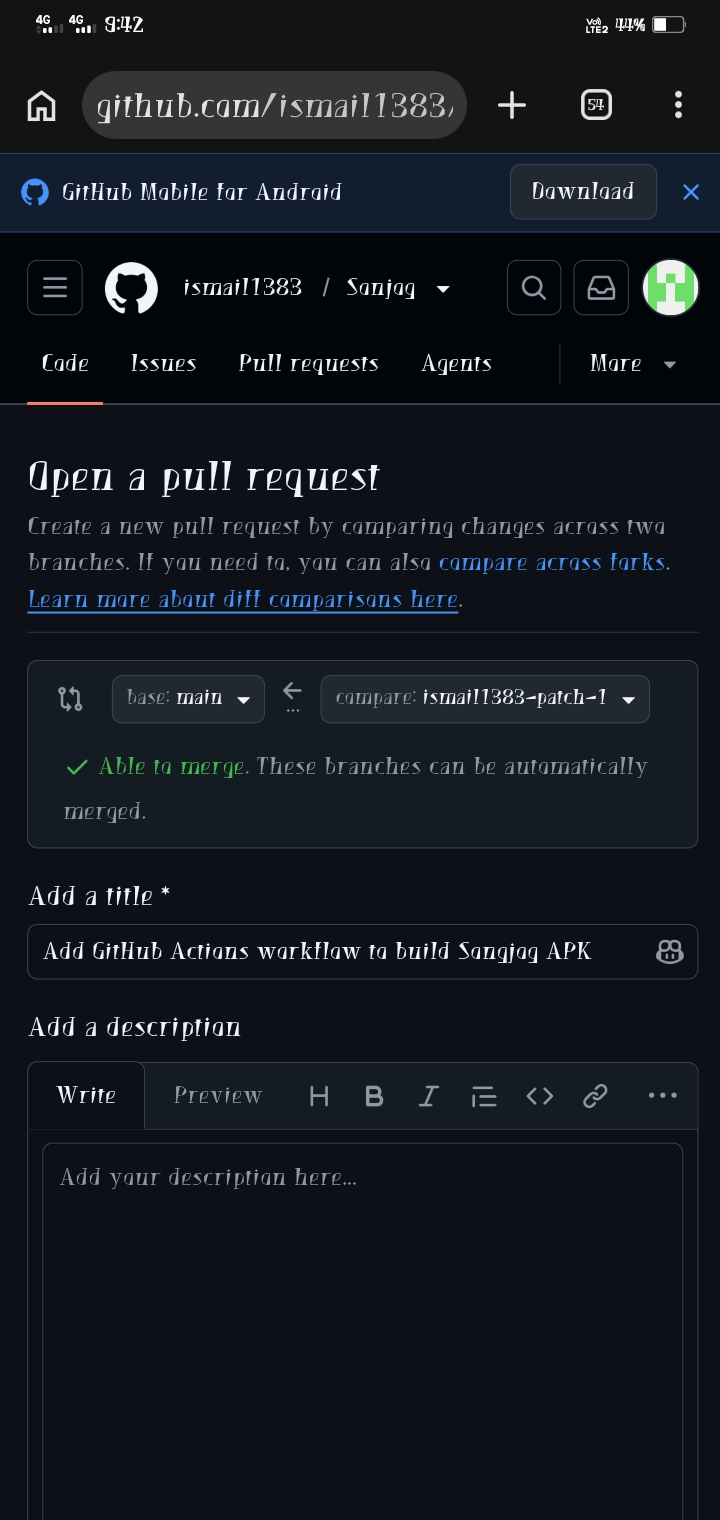 4G 4G 9:42 Vo) LTE2 44%
github.com/ismail1383/
54
GitHub Mobile for Android
Download
ismail1383 / Sanjaq
Code Issues Pull requests Agents More
Open a pull request
Create a new pull request by comparing changes across two
branches. If you need to, you can also compare across forks.
Learn more about diff comparisons here.
base: main
compare: ismail1383-patch-1
Able to merge. These branches can be automatically
merged.
Add a title *
Add GitHub Actions workflow to build Sangjaq APK
Add a description
Write Preview
Add your description here...